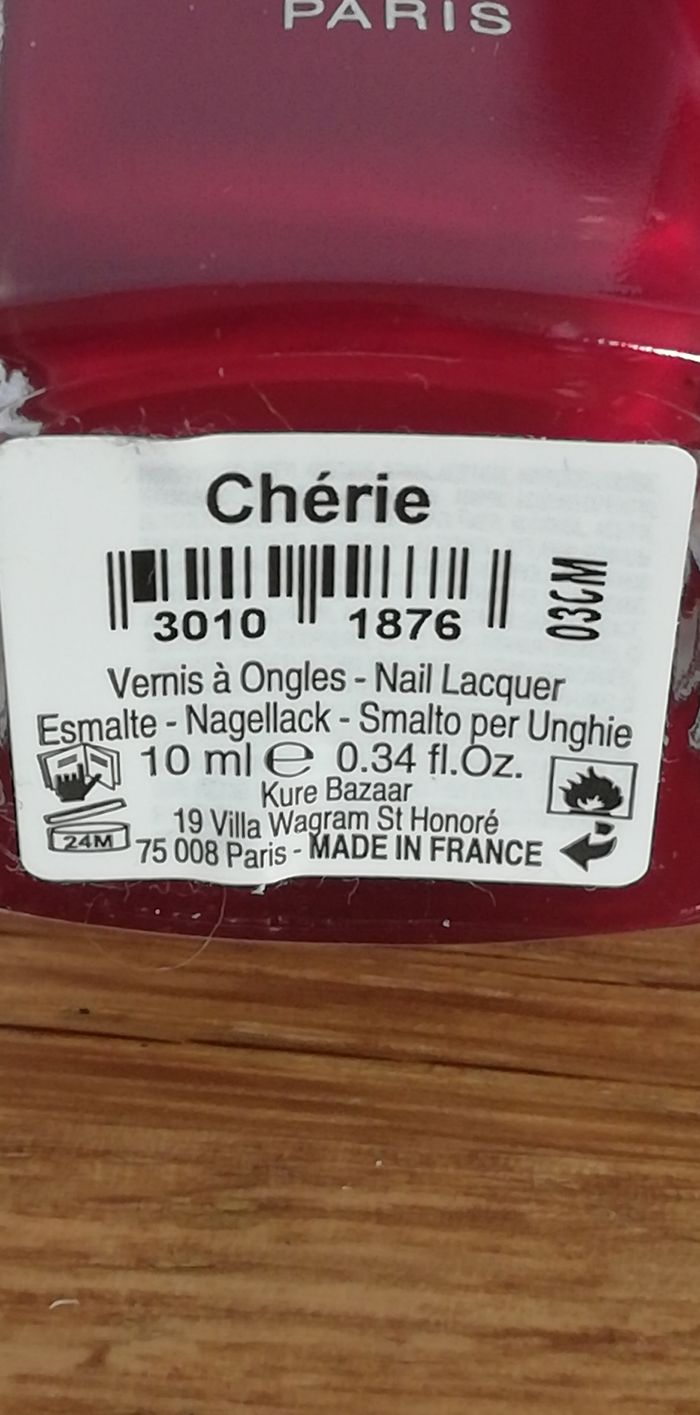 PARIS
Chérie
3010 1876
03CM
Vernis à Ongles - Nail Lacquer
Esmalte - Nagellack - Smalto per Unghie
10 ml ℮ 0.34 fl.Oz.
Kure Bazaar
19 Villa Wagram St Honoré
24M
75 008 Paris - MADE IN FRANCE